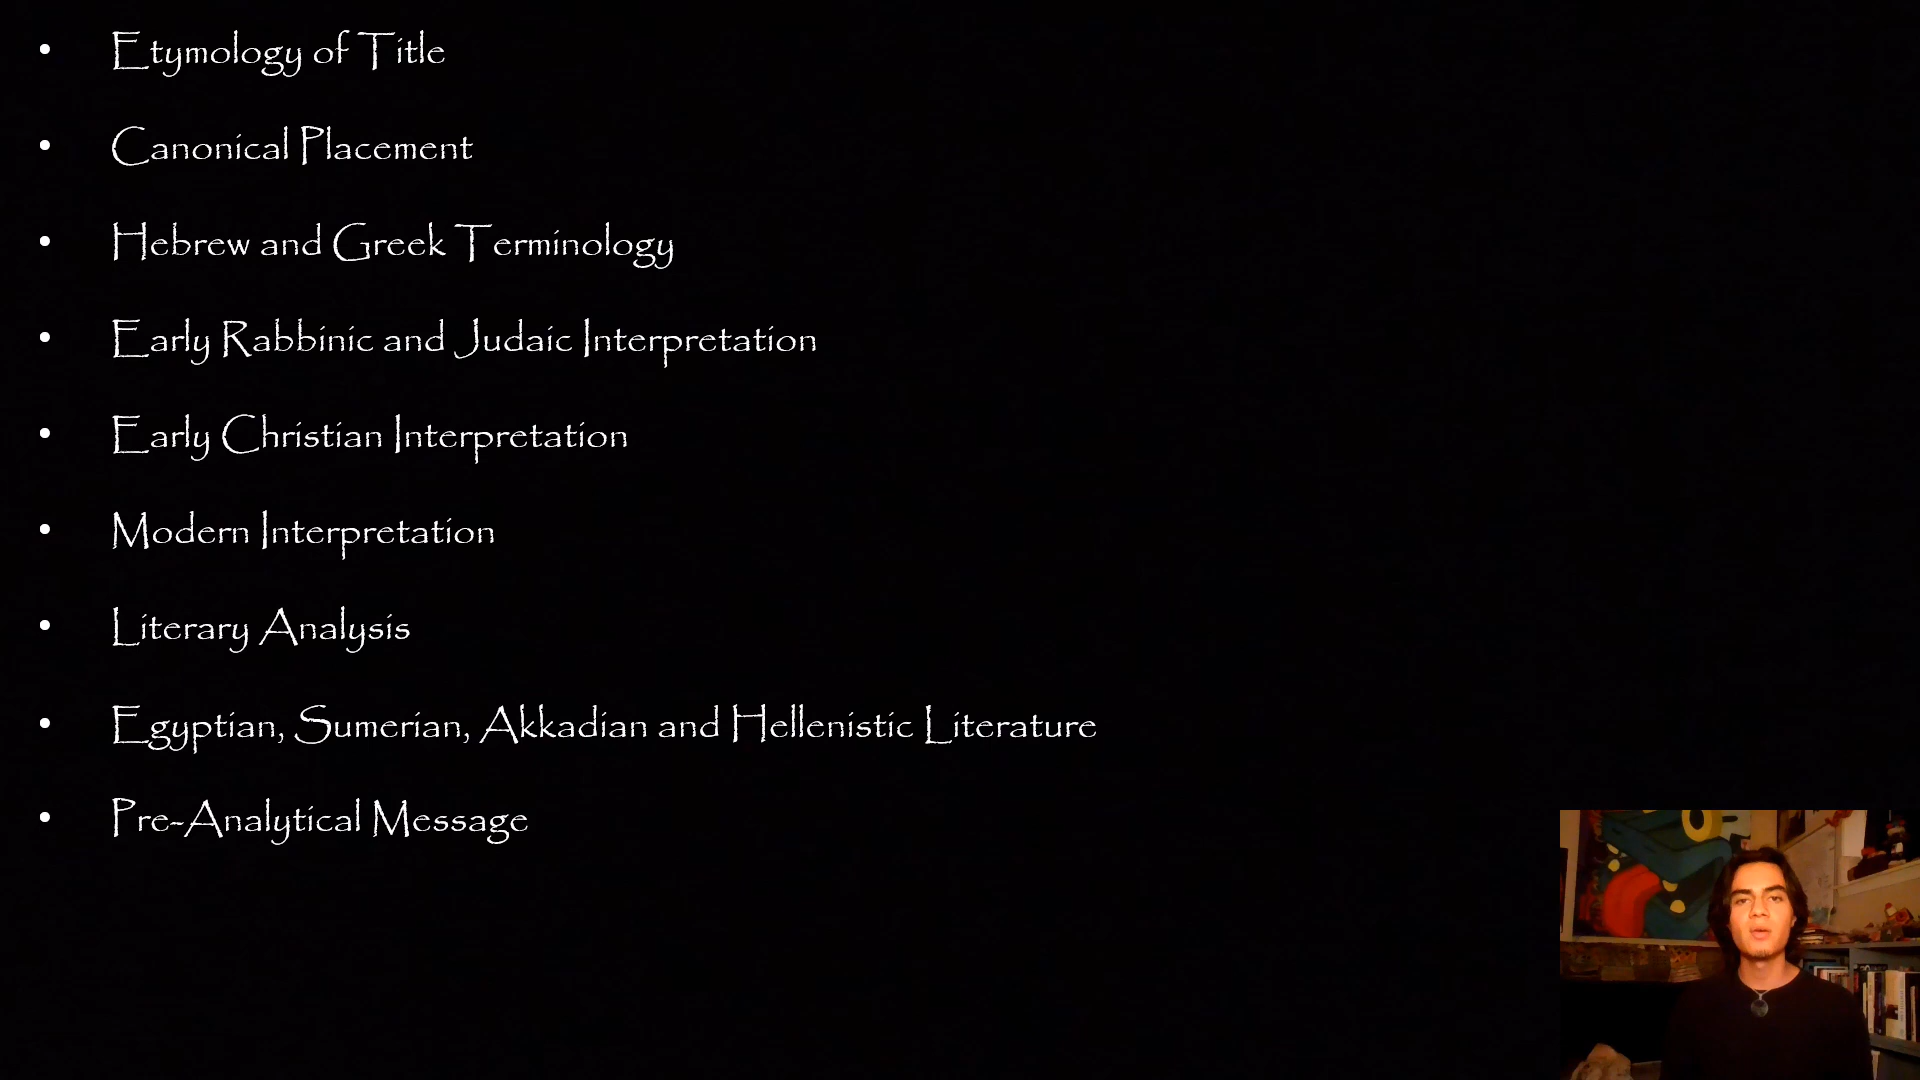 • Etymology of Title
• Canonical Placement
• Hebrew and Greek Terminology
• Early Rabbinic and Judaic Interpretation
• Early Christian Interpretation
• Modern Interpretation
• Literary Analysis
• Egyptian, Sumerian, Akkadian and Hellenistic Literature
• Pre-Analytical Message